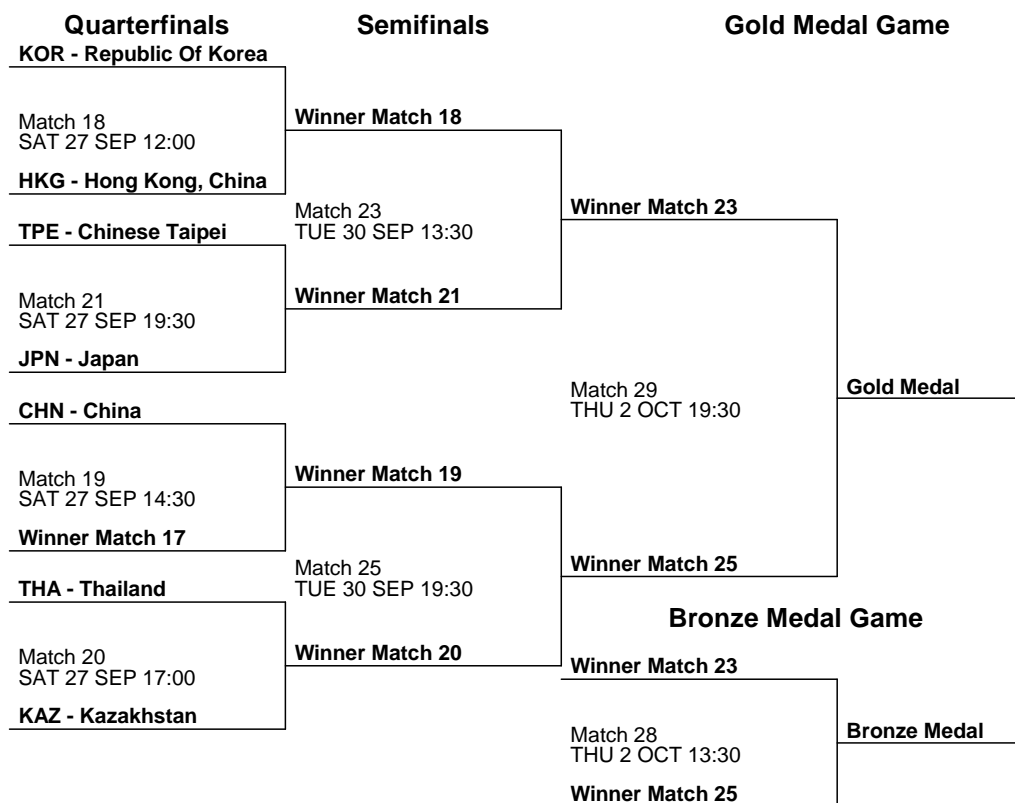 Quarterfinals
Semifinals
Gold Medal Game
KOR - Republic Of Korea
Match 18
SAT 27 SEP 12:00
HKG - Hong Kong, China
TPE - Chinese Taipei
Match 21
SAT 27 SEP 19:30
JPN - Japan
CHN - China
Match 19
SAT 27 SEP 14:30
Winner Match 17
THA - Thailand
Match 20
SAT 27 SEP 17:00
KAZ - Kazakhstan
Winner Match 18
Match 23
TUE 30 SEP 13:30
Winner Match 21
Winner Match 19
Match 25
TUE 30 SEP 19:30
Winner Match 20
Winner Match 23
Match 29
THU 2 OCT 19:30
Winner Match 25
Gold Medal
Bronze Medal Game
Winner Match 23
Match 28
THU 2 OCT 13:30
Winner Match 25
Bronze Medal